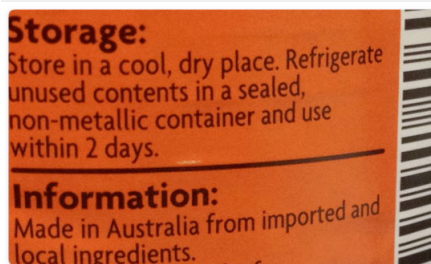 Storage:
Store in a cool, dry place. Refrigerate
unused contents in a sealed,
non-metallic container and use
within 2 days.
Information:
Made in Australia from imported and
local ingredients.